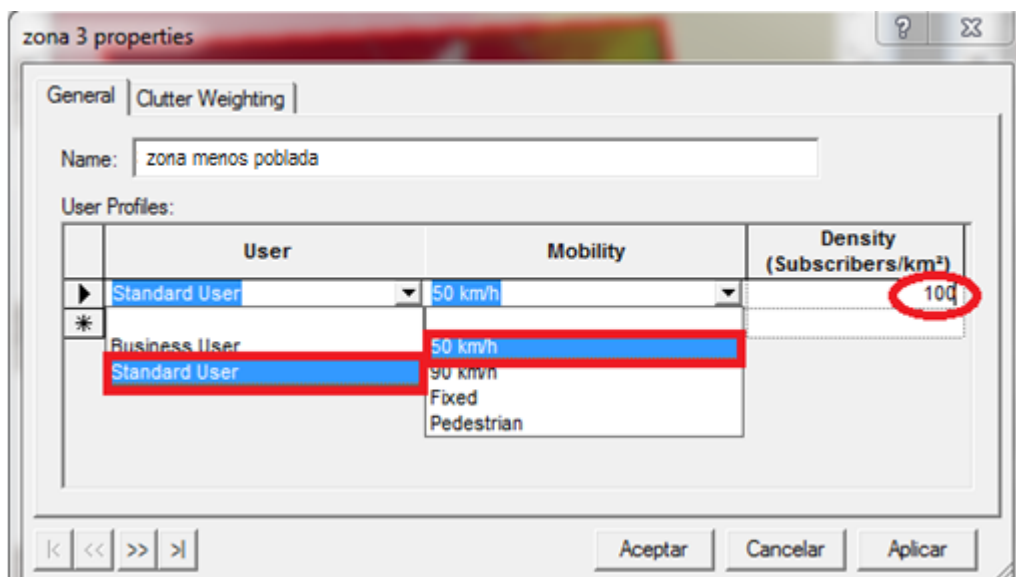 zona 3 properties
General
Clutter Weighting
Name: zona menos poblada
User Profiles:
User Mobility Density
(Subscribers/km²)
Standard User 50 km/h 100
Business User 50 km/h
Standard User 90 km/h
Fixed
Pedestrian
|< << >> >|
Aceptar Cancelar Aplicar